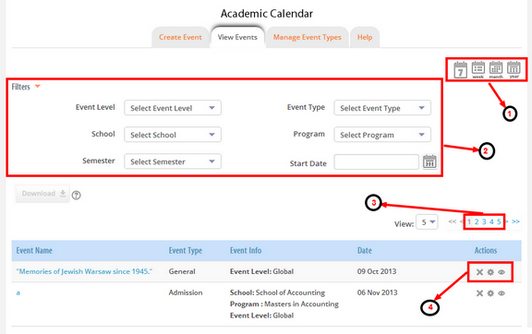 Academic Calendar
Create Event View Events Manage Event Types Help
7 week month year
1
Filters
Event Level Select Event Level Event Type Select Event Type
School Select School Program Select Program
2
Semester Select Semester Start Date
Download ?
3
View: 5 << < 1 2 3 4 5 > >>
Event Name Event Type Event Info Date Actions
"Memories of Jewish Warsaw since 1945." General Event Level: Global 09 Oct 2013
a Admission School: School of Accounting 06 Nov 2013
Program : Masters in Accounting
4
Event Level: Global